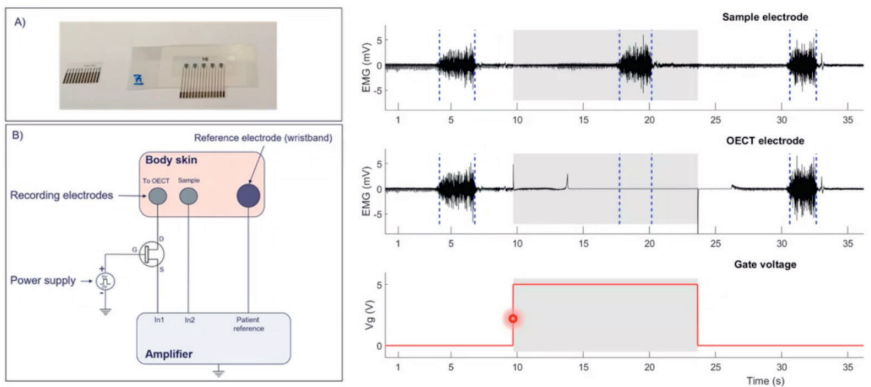 A)
B)
Reference electrode (wristband)
Body skin
To OECT
Sample
Recording electrodes
D
G
S
Power supply
+
-
In1
In2
Patient
reference
Amplifier
Sample electrode
EMG (mV)
5
0
-5
1
5
10
15
20
25
30
35
OECT electrode
EMG (mV)
5
0
-5
1
5
10
15
20
25
30
35
Gate voltage
Vg (V)
5
0
1
5
10
15
20
25
30
35
Time (s)